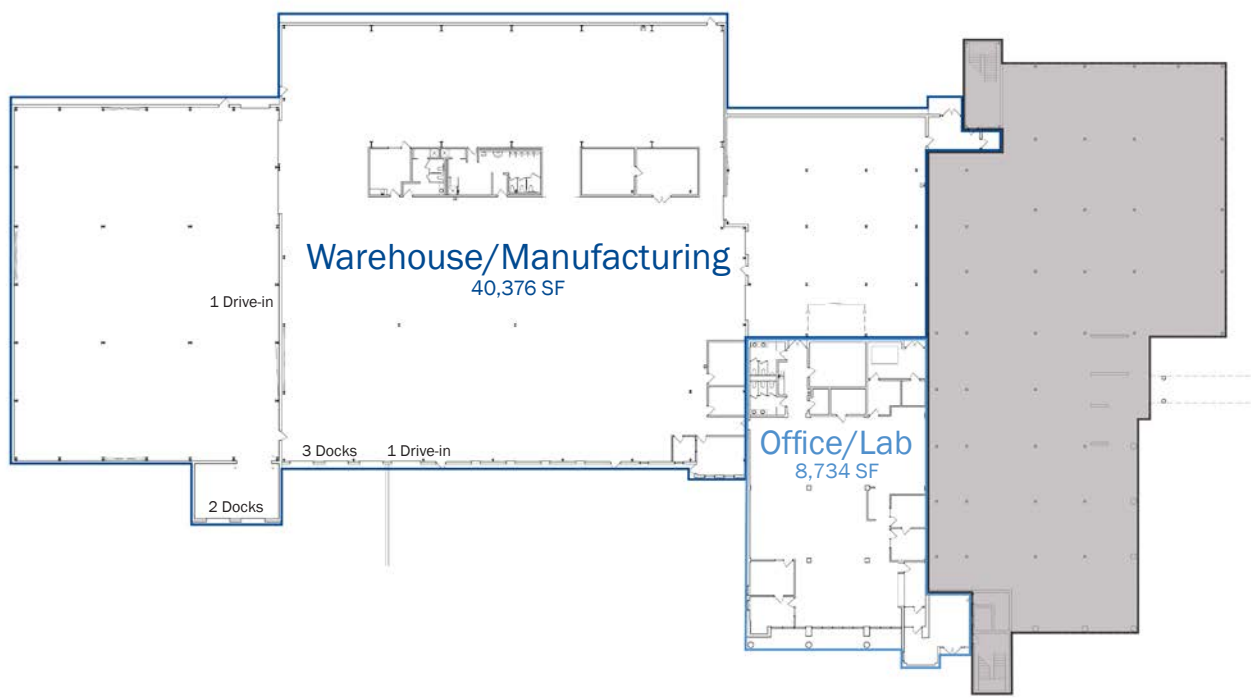 Warehouse/Manufacturing
40,376 SF
1 Drive-in
3 Docks
1 Drive-in
2 Docks
Office/Lab
8,734 SF